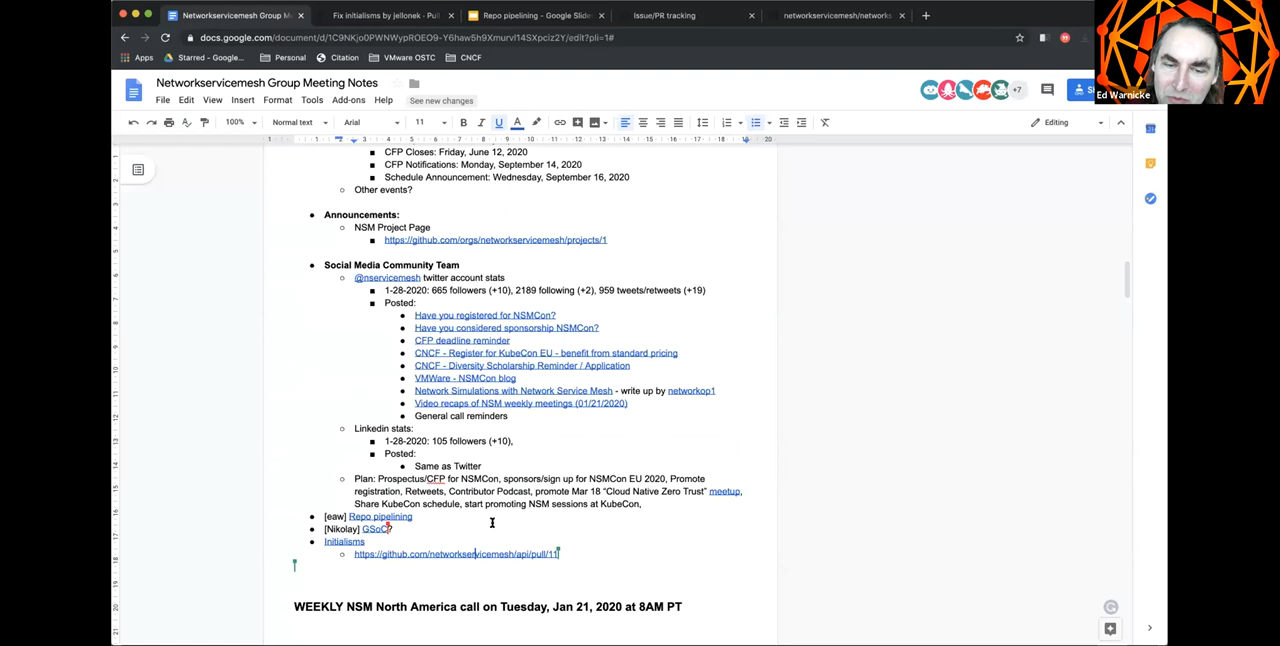 Networkservicemesh Group M
Fix initialisms by jellonek · Pull
Repo pipelining - Google Slides
Issue/PR tracking
networkservicemesh/networks
docs.google.com/document/d/
Apps
Starred - Google...
Personal
Citation
VMware OSTC
CNCF
Ed Warnicke
Networkservicemesh Group Meeting Notes
File Edit View Insert Format Tools Add-ons Help See new changes
+7
100% Normal text Arial 11 B I U A Editing
CFP Closes: Friday, June 12, 2020
CFP Notifications: Monday, September 14, 2020
Schedule Announcement: Wednesday, September 16, 2020
Other events?
Announcements:
NSM Project Page
https://github.com/orgs/networkservicemesh/projects/1
Social Media Community Team
@nservicemesh twitter account stats
1-28-2020: 665 followers (+10), 2189 following (+2), 959 tweets/retweets (+19)
Posted:
Have you registered for NSMCon?
Have you considered sponsorship NSMCon?
CFP deadline reminder
CNCF - Register for KubeCon EU - benefit from standard pricing
CNCF - Diversity Scholarship Reminder / Application
VMWare - NSMCon blog
Network Simulations with Network Service Mesh - write up by networkop1
Video recaps of NSM weekly meetings (01/21/2020)
General call reminders
Linkedin stats:
1-28-2020: 105 followers (+10),
Posted:
Same as Twitter
Plan: Prospectus/CFP for NSMCon, sponsors/sign up for NSMCon EU 2020, Promote
registration, Retweets, Contributor Podcast, promote Mar 18 “Cloud Native Zero Trust” meetup,
Share KubeCon schedule, start promoting NSM sessions at KubeCon,
[eaw] Repo pipelining
[Nikolay] GSoC?
Initialisms
https://github.com/networkservicemesh/api/pull/11
WEEKLY NSM North America call on Tuesday, Jan 21, 2020 at 8AM PT